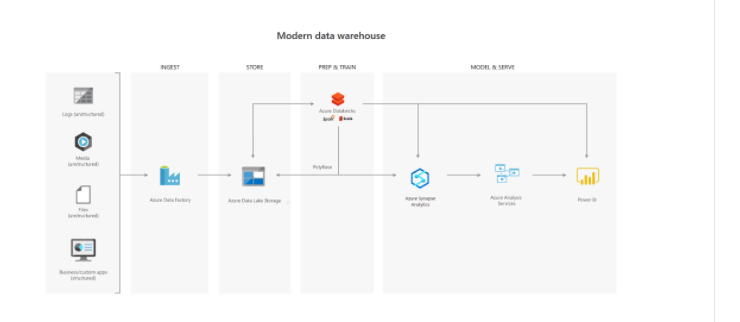 Modern data warehouse
INGEST
STORE
PREP & TRAIN
MODEL & SERVE
Logs (unstructured)
Media
(unstructured)
Files
(unstructured)
Business/custom apps
(structured)
Azure Data Factory
Azure Data Lake Storage
Azure Databricks
Spark
PolyBase
Azure Synapse
Analytics
Azure Analysis
Services
Power BI